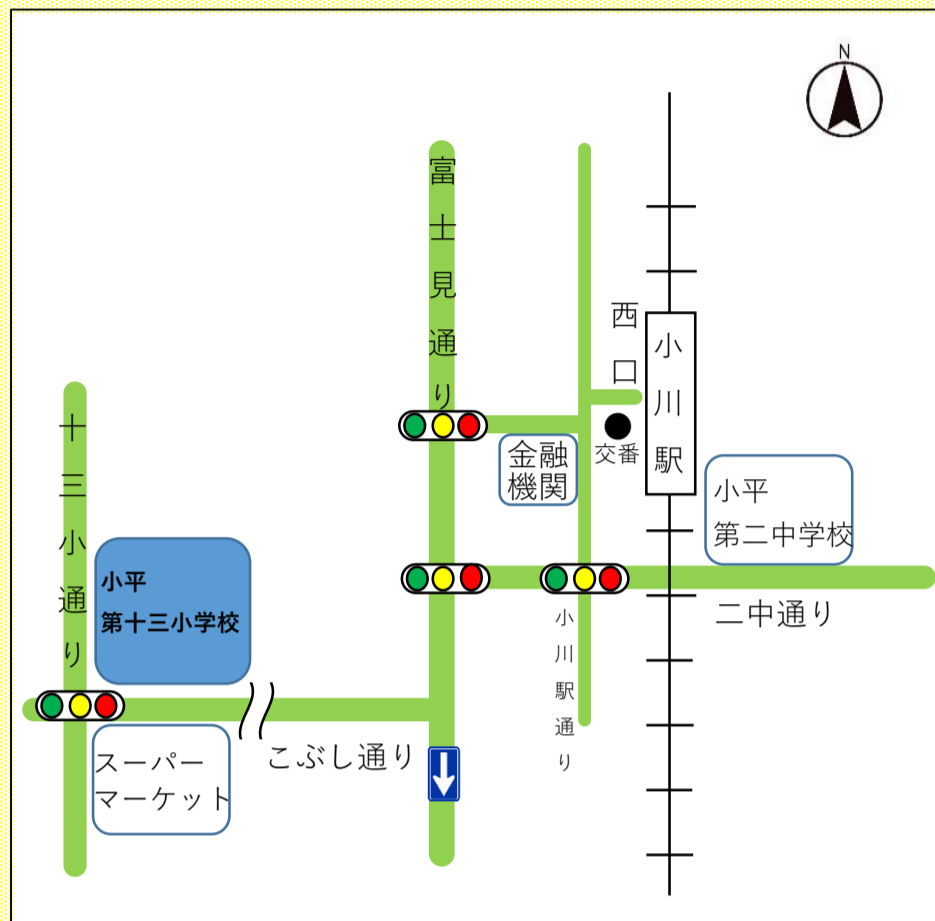 N
富士見通り
西口
小川駅
十三小通り
金融
機関
交番
小平
第二中学校
小平
第十三小学校
二中通り
小川駅通り
こぶし通り
スーパー
マーケット